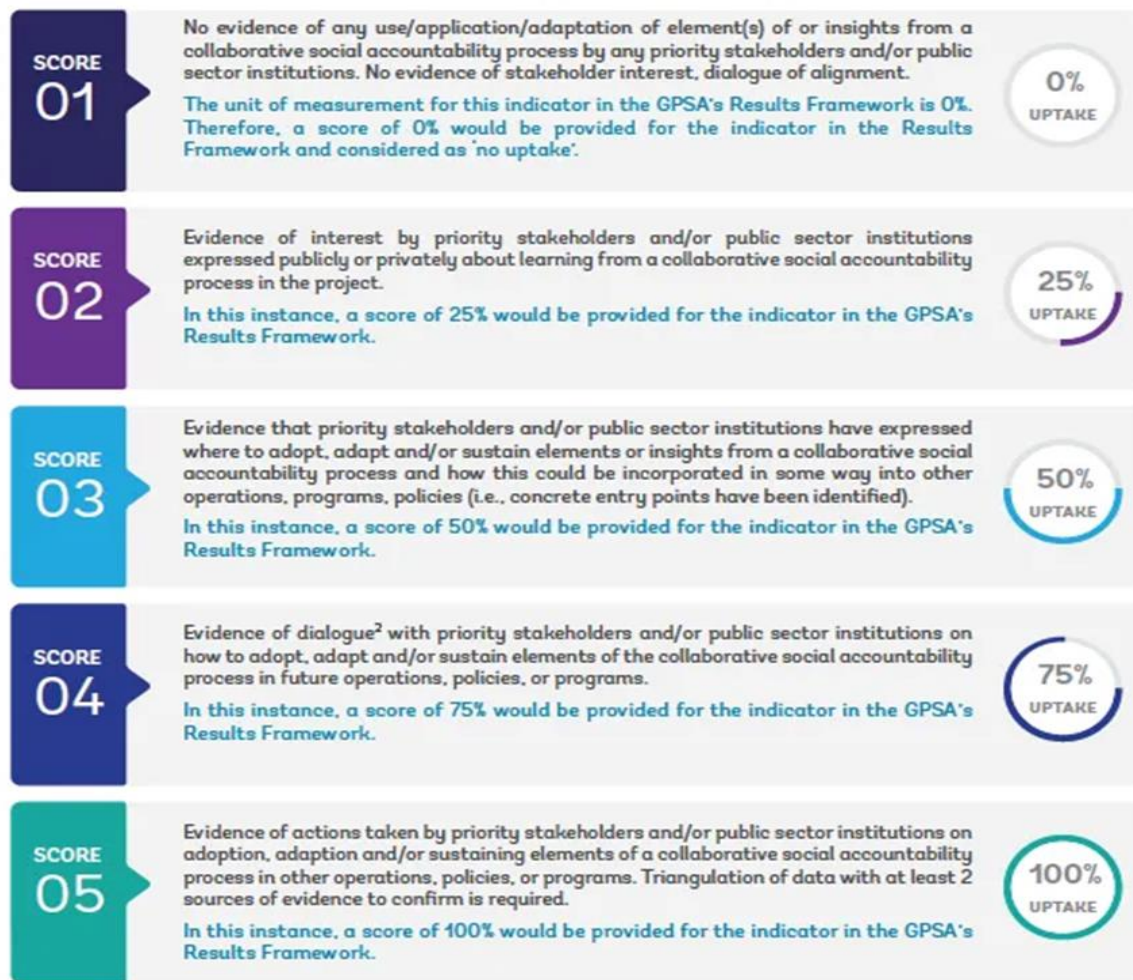 SCORE
01
No evidence of any use/application/adaptation of element(s) of or insights from a
collaborative social accountability process by any priority stakeholders and/or public
sector institutions. No evidence of stakeholder interest, dialogue of alignment.
The unit of measurement for this indicator in the GPSA's Results Framework is 0%.
Therefore, a score of 0% would be provided for the indicator in the Results
Framework and considered as 'no uptake'.
0%
UPTAKE
SCORE
02
Evidence of interest by priority stakeholders and/or public sector institutions
expressed publicly or privately about learning from a collaborative social accountability
process in the project.
In this instance, a score of 25% would be provided for the indicator in the GPSA's
Results Framework.
25%
UPTAKE
SCORE
03
Evidence that priority stakeholders and/or public sector institutions have expressed
where to adopt, adapt and/or sustain elements or insights from a collaborative social
accountability process and how this could be incorporated in some way into other
operations, programs, policies (i.e., concrete entry points have been identified).
In this instance, a score of 50% would be provided for the indicator in the GPSA's
Results Framework.
50%
UPTAKE
SCORE
04
Evidence of dialogue² with priority stakeholders and/or public sector institutions on
how to adopt, adapt and/or sustain elements of the collaborative social accountability
process in future operations, policies, or programs.
In this instance, a score of 75% would be provided for the indicator in the GPSA's
Results Framework.
75%
UPTAKE
SCORE
05
Evidence of actions taken by priority stakeholders and/or public sector institutions on
adoption, adaption and/or sustaining elements of a collaborative social accountability
process in other operations, policies, or programs. Triangulation of data with at least 2
sources of evidence to confirm is required.
In this instance, a score of 100% would be provided for the indicator in the GPSA's
Results Framework.
100%
UPTAKE